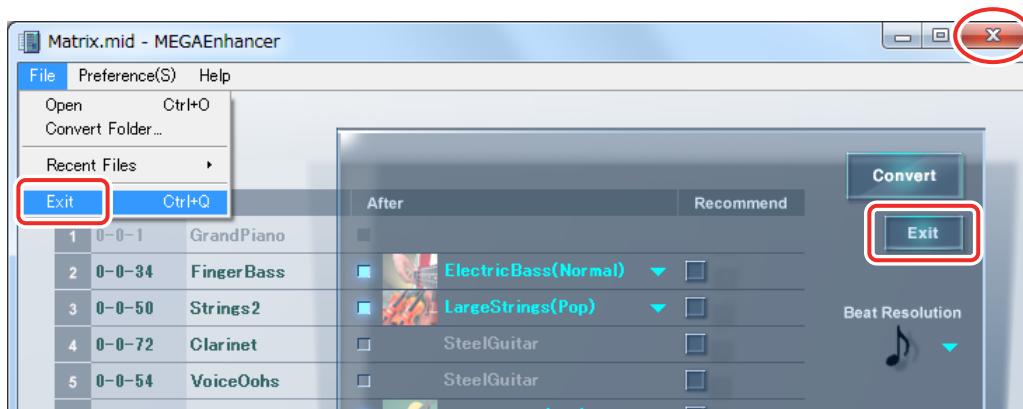 Matrix.mid - MEGAEnhancer
File Preference(S) Help
Open Ctrl+O
Convert Folder...
Recent Files
Exit Ctrl+Q
After Recommend
Convert
Exit
Beat Resolution
1 0-0-1 GrandPiano
2 0-0-34 FingerBass ElectricBass(Normal)
3 0-0-50 Strings2 LargeStrings(Pop)
4 0-0-72 Clarinet SteelGuitar
5 0-0-54 VoiceOohs SteelGuitar